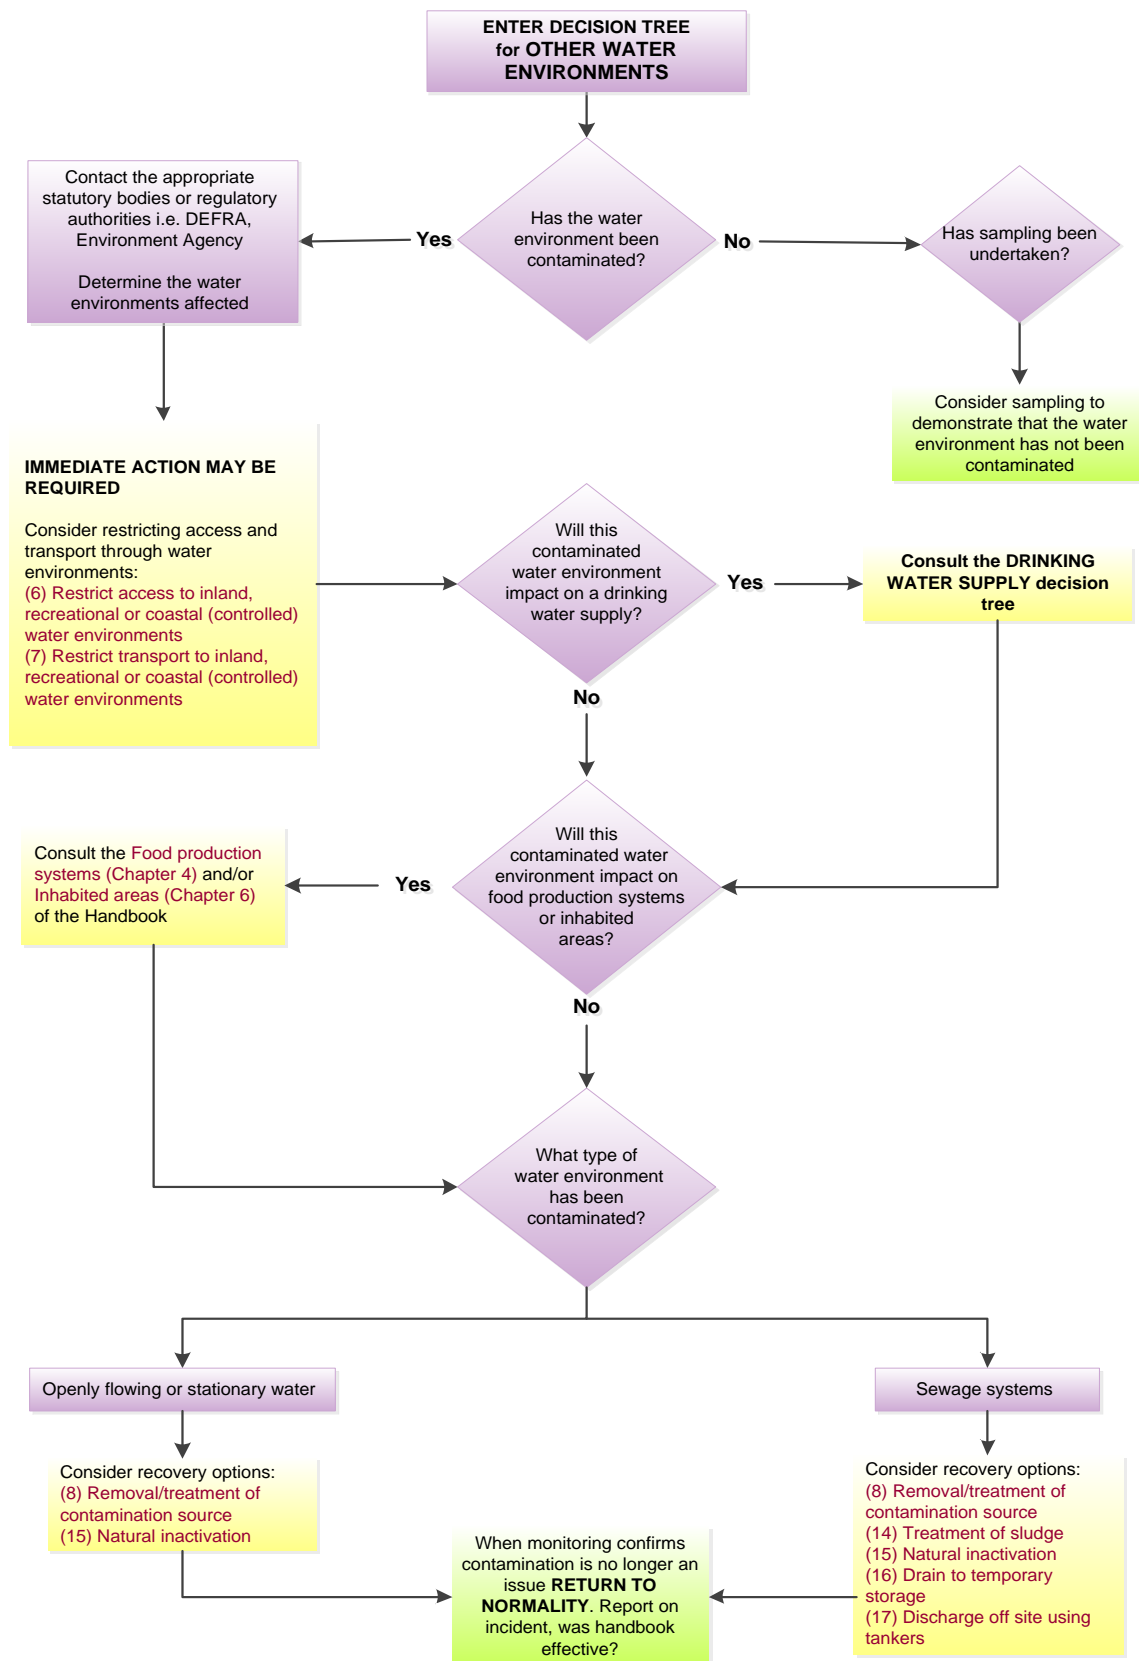 ENTER DECISION TREE
for OTHER WATER
ENVIRONMENTS
Contact the appropriate
statutory bodies or regulatory
authorities i.e. DEFRA,
Environment Agency
Determine the water
environments affected
Yes
Has the water
environment been
contaminated?
No
Has sampling been
undertaken?
Consider sampling to
demonstrate that the water
environment has not been
contaminated
IMMEDIATE ACTION MAY BE
REQUIRED
Consider restricting access and
transport through water
environments:
(6) Restrict access to inland,
recreational or coastal (controlled)
water environments
(7) Restrict transport to inland,
recreational or coastal (controlled)
water environments
Will this
contaminated
water environment
impact on a drinking
water supply?
Yes
Consult the DRINKING
WATER SUPPLY decision
tree
No
Consult the Food production
systems (Chapter 4) and/or
Inhabited areas (Chapter 6)
of the Handbook
Yes
Will this
contaminated water
environment impact on
food production systems
or inhabited
areas?
No
What type of
water environment
has been
contaminated?
Openly flowing or stationary water
Sewage systems
Consider recovery options:
(8) Removal/treatment of
contamination source
(15) Natural inactivation
When monitoring confirms
contamination is no longer an
issue RETURN TO
NORMALITY. Report on
incident, was handbook
effective?
Consider recovery options:
(8) Removal/treatment of
contamination source
(14) Treatment of sludge
(15) Natural inactivation
(16) Drain to temporary
storage
(17) Discharge off site using
tankers